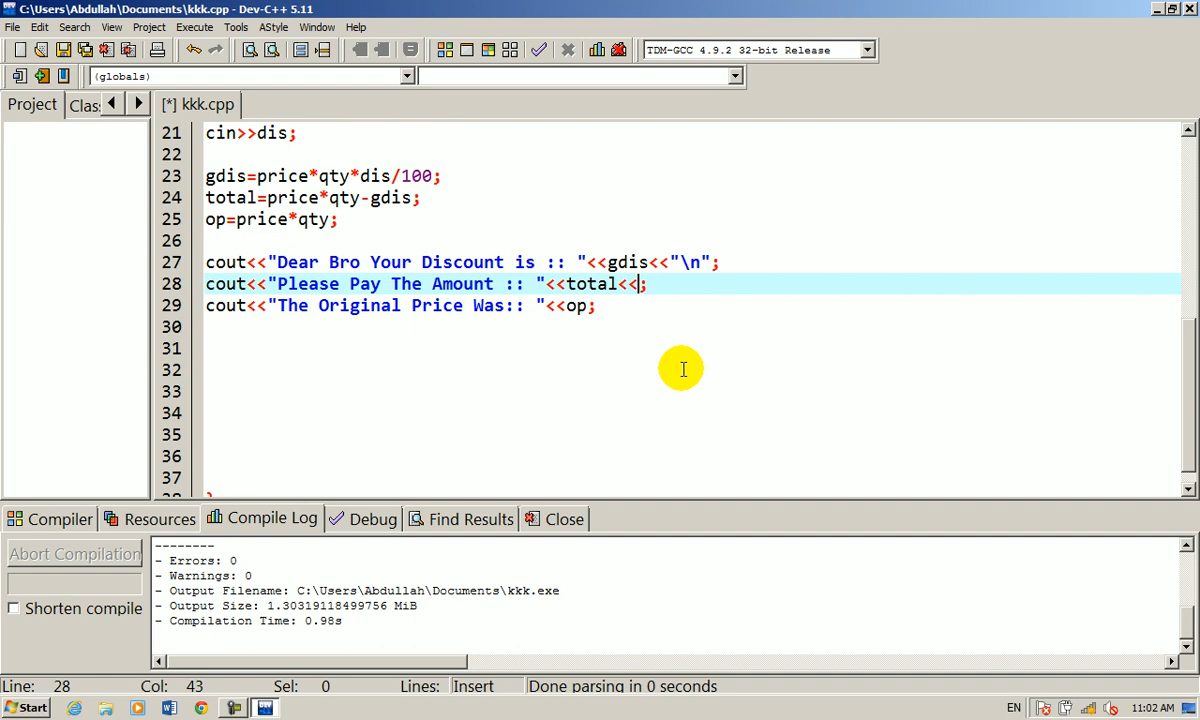 C:\Users\Abdullah\Documents\kkk.cpp - Dev-C++ 5.11
File Edit Search View Project Execute Tools AStyle Window Help
TDM-GCC 4.9.2 32-bit Release
(globals)
Project Clas [*] kkk.cpp
21 cin>>dis;
22
23 gdis=price*qty*dis/100;
24 total=price*qty-gdis;
25 op=price*qty;
26
27 cout<<"Dear Bro Your Discount is :: "<<gdis<<"\n";
28 cout<<"Please Pay The Amount :: "<<total<<;
29 cout<<"The Original Price Was:: "<<op;
30
31
32
33
34
35
36
37
38 }
Compiler Resources Compile Log Debug Find Results Close
Abort Compilation
Shorten compile
--------
- Errors: 0
- Warnings: 0
- Output Filename: C:\Users\Abdullah\Documents\kkk.exe
- Output Size: 1.30319118499756 MiB
- Compilation Time: 0.98s
Line: 28 Col: 43 Sel: 0 Lines: Insert Done parsing in 0 seconds
Start EN 11:02 AM